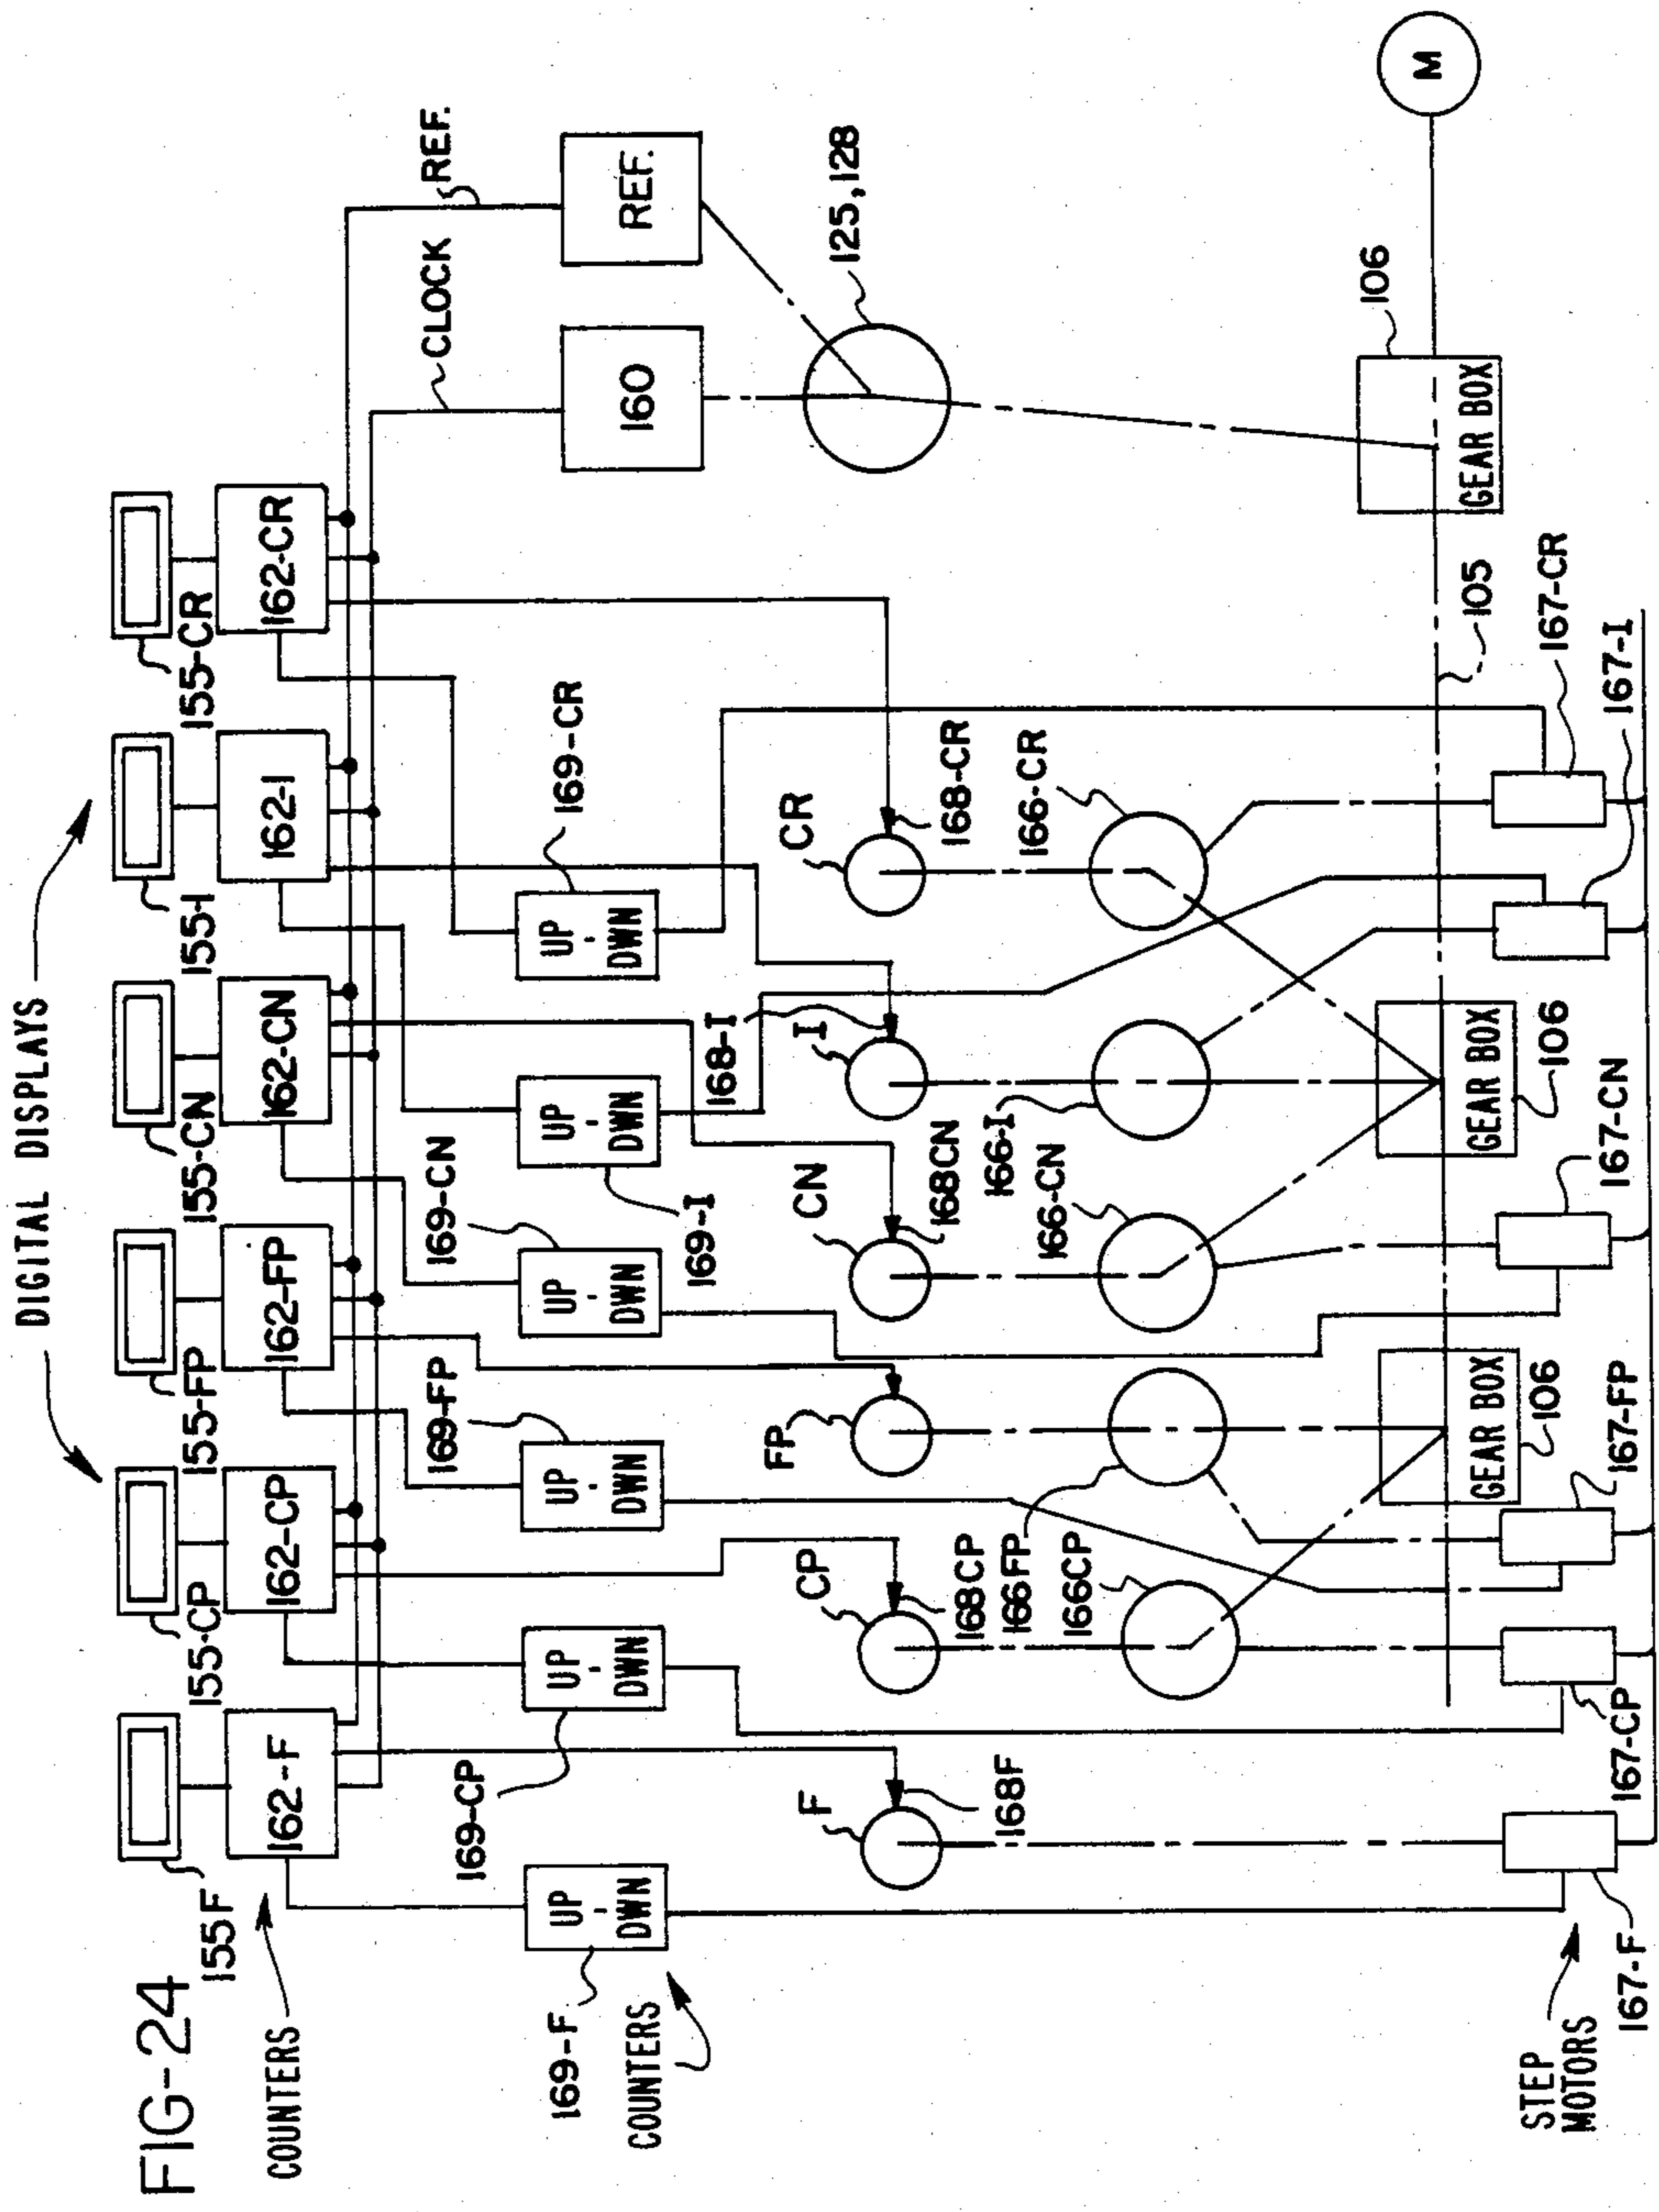 FIG-24
DIGITAL DISPLAYS
155F
155-CP
155-FP
155-CN
155-I
155-CR
COUNTERS
162-F
162-CP
162-FP
162-CN
162-I
162-CR
CLOCK
REF.
169-F
COUNTERS
UP - DWN
169-CP
UP - DWN
169-FP
UP - DWN
169-CN
UP - DWN
169-I
UP - DWN
169-CR
UP - DWN
160
REF.
F
168F
CP
168CP
FP
CN
168CN
I
168-I
CR
168-CR
125,128
166CP
166FP
166-CN
166-I
166-CR
GEAR BOX
106
GEAR BOX
106
105
GEAR BOX
106
M
STEP
MOTORS
167-F
167-CP
167-FP
167-CN
167-I
167-CR